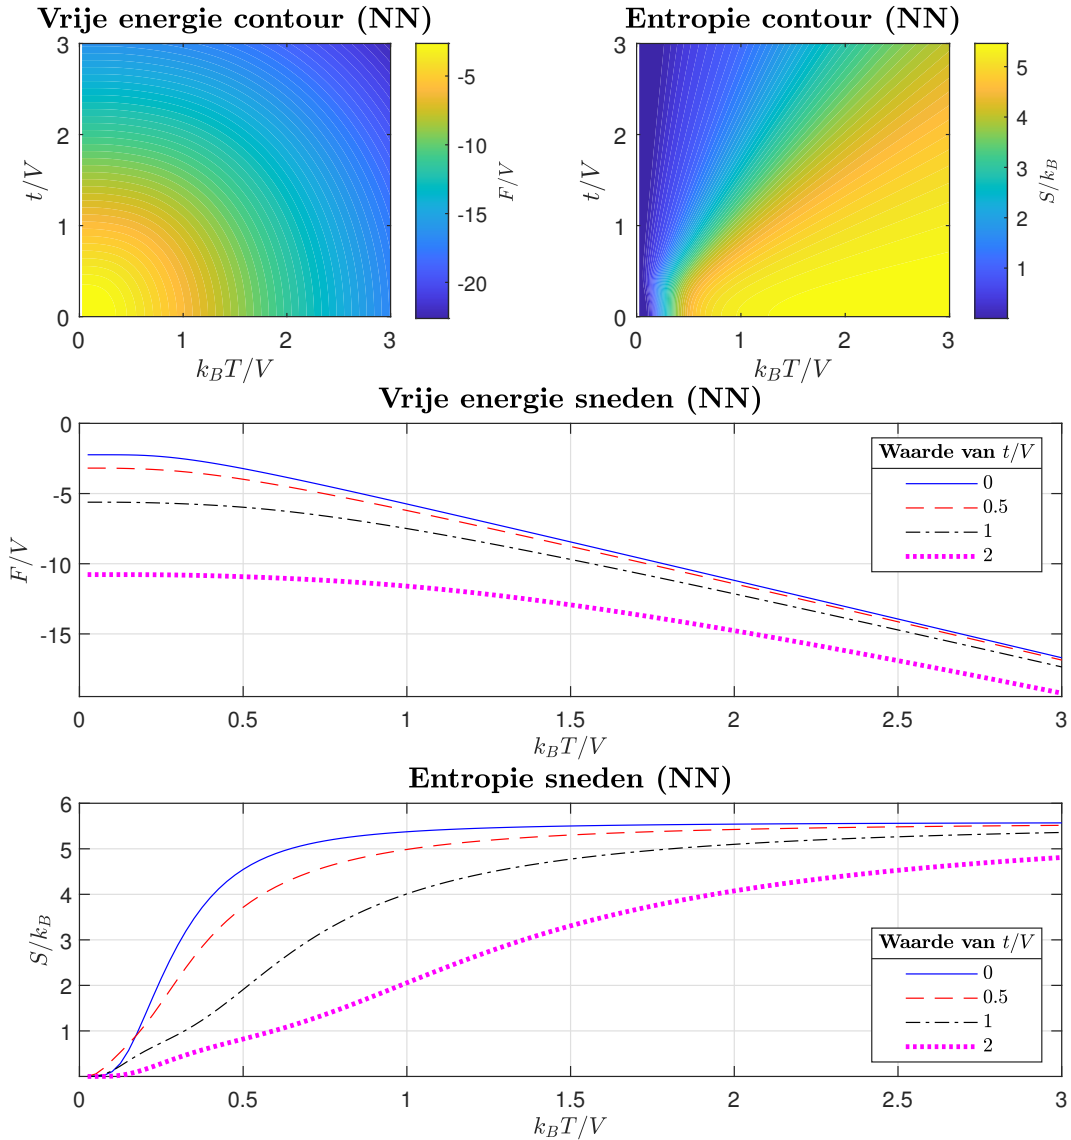 Vrije energie contour (NN)
3
2
1
0
t/V
0 1 2 3
k_BT/V
-5
-10
-15
-20
F/V
Entropie contour (NN)
3
2
1
0
t/V
0 1 2 3
k_BT/V
5
4
3
2
1
S/k_B
Vrije energie sneden (NN)
0
-5
-10
-15
F/V
0 0.5 1 1.5 2 2.5 3
k_BT/V
Waarde van t/V
0
0.5
1
2
Entropie sneden (NN)
6
5
4
3
2
1
S/k_B
0 0.5 1 1.5 2 2.5 3
k_BT/V
Waarde van t/V
0
0.5
1
2